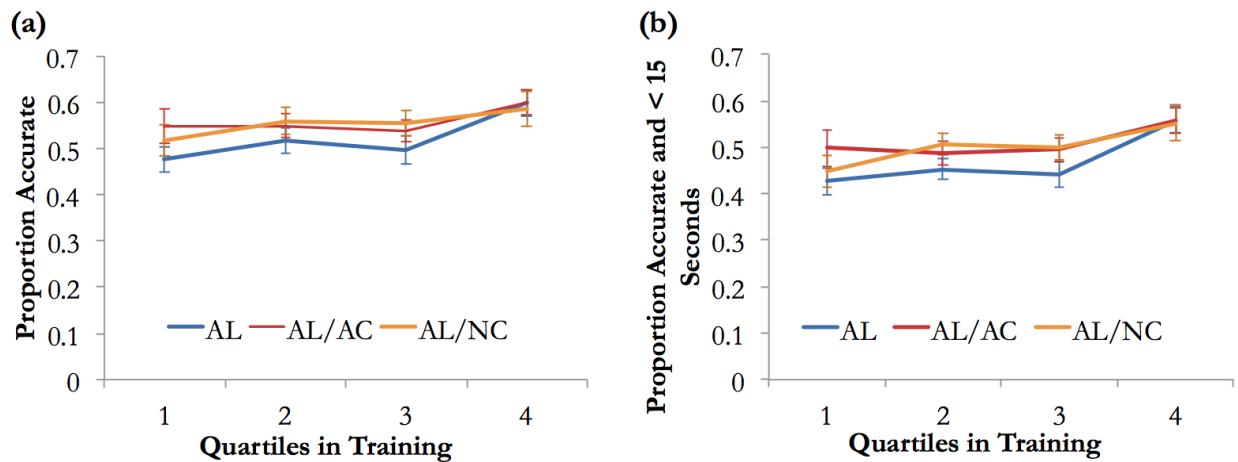 (a)
Proportion Accurate
0.7
0.6
0.5
0.4
0.3
0.2
0.1
0
AL AL/AC AL/NC
1 2 3 4
Quartiles in Training
(b)
Proportion Accurate and < 15
Seconds
0.7
0.6
0.5
0.4
0.3
0.2
0.1
0
AL AL/AC AL/NC
1 2 3 4
Quartiles in Training